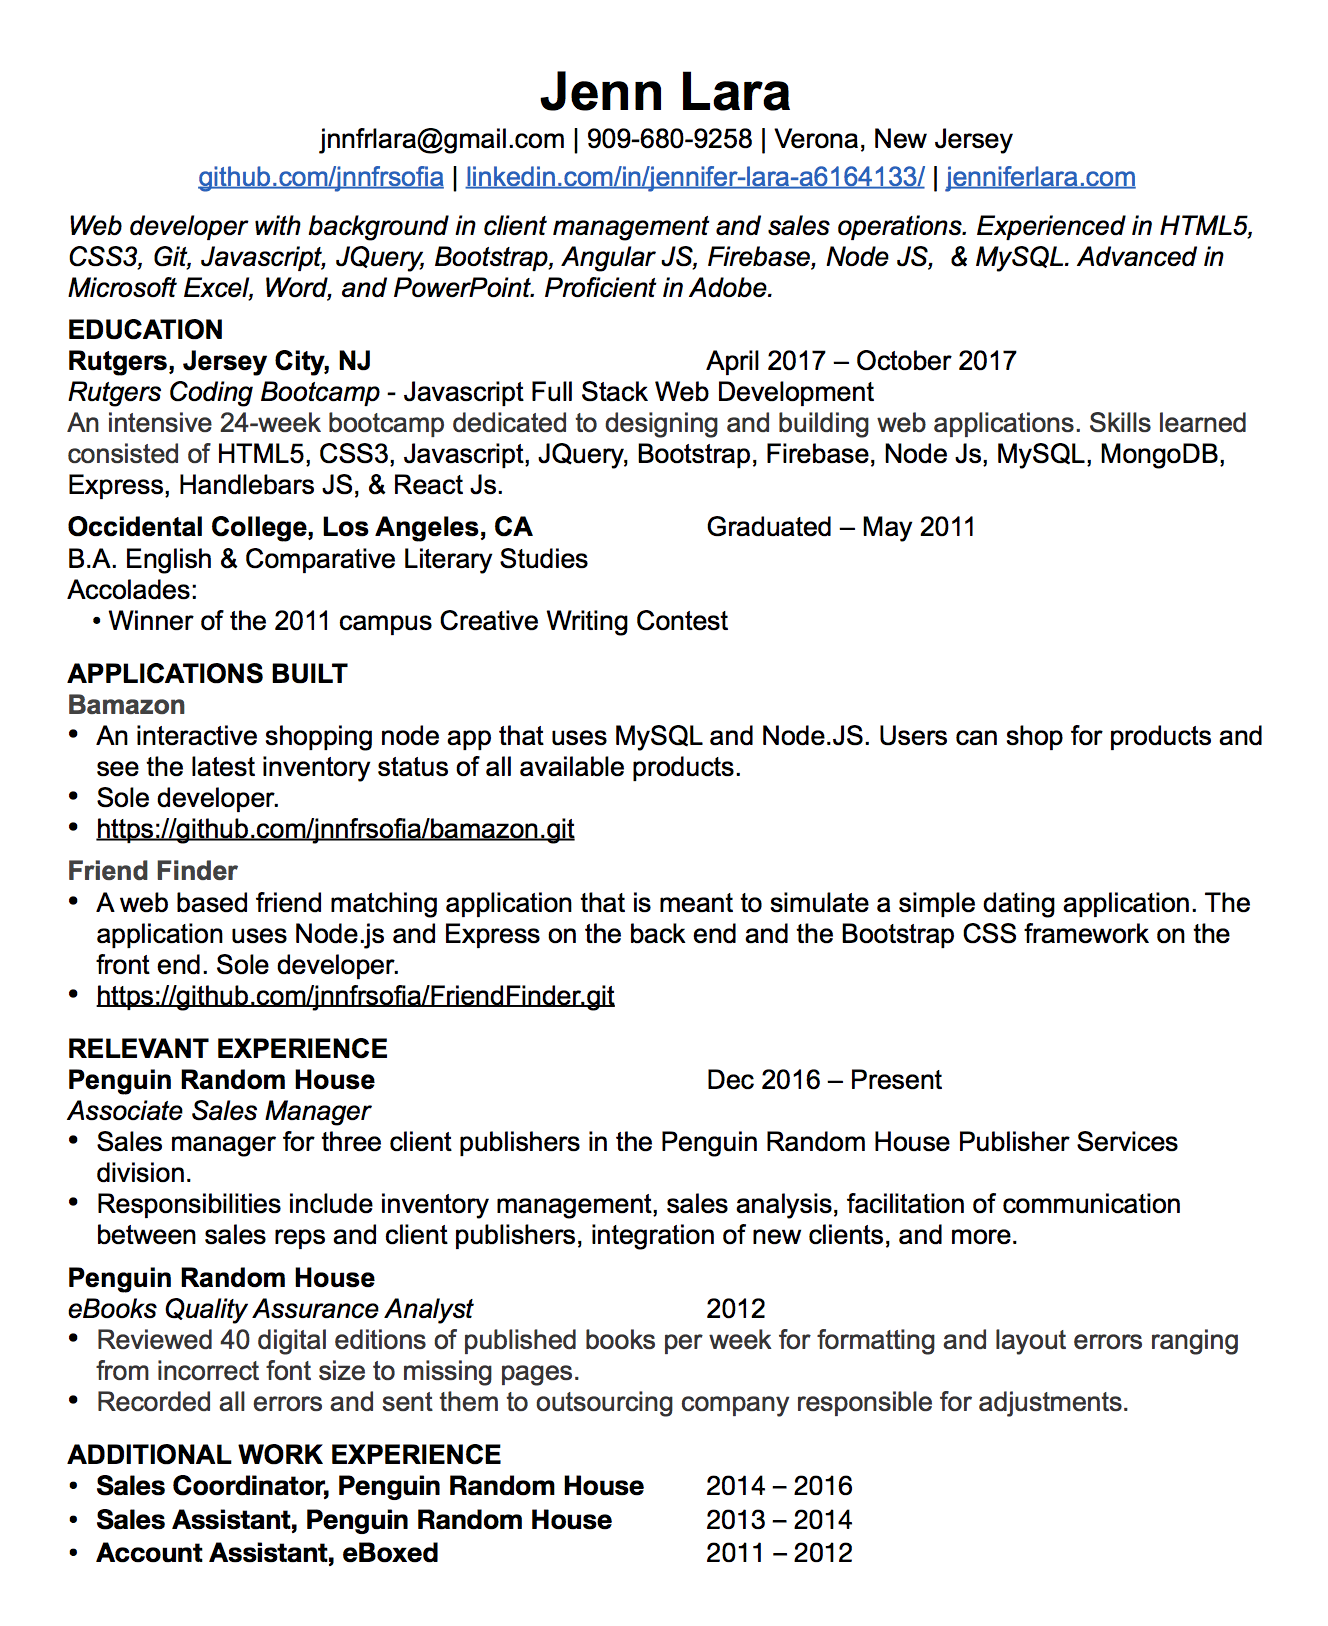 Jenn Lara
jnnfrlara@gmail.com | 909-680-9258 | Verona, New Jersey
github.com/jnnfrsofia | linkedin.com/in/jennifer-lara-a6164133/ | jenniferlara.com
Web developer with background in client management and sales operations. Experienced in HTML5,
CSS3, Git, Javascript, JQuery, Bootstrap, Angular JS, Firebase, Node JS,  & MySQL. Advanced in
Microsoft Excel, Word, and PowerPoint. Proficient in Adobe.
EDUCATION
Rutgers, Jersey City, NJ April 2017 – October 2017
Rutgers Coding Bootcamp - Javascript Full Stack Web Development
An intensive 24-week bootcamp dedicated to designing and building web applications. Skills learned
consisted of HTML5, CSS3, Javascript, JQuery, Bootstrap, Firebase, Node Js, MySQL, MongoDB,
Express, Handlebars JS, & React Js.
Occidental College, Los Angeles, CA Graduated – May 2011
B.A. English & Comparative Literary Studies
Accolades:
• Winner of the 2011 campus Creative Writing Contest
APPLICATIONS BUILT
Bamazon
• An interactive shopping node app that uses MySQL and Node.JS. Users can shop for products and
see the latest inventory status of all available products.
• Sole developer.
• https://github.com/jnnfrsofia/bamazon.git
Friend Finder
• A web based friend matching application that is meant to simulate a simple dating application. The
application uses Node.js and Express on the back end and the Bootstrap CSS framework on the
front end. Sole developer.
• https://github.com/jnnfrsofia/FriendFinder.git
RELEVANT EXPERIENCE
Penguin Random House Dec 2016 – Present
Associate Sales Manager
• Sales manager for three client publishers in the Penguin Random House Publisher Services
division.
• Responsibilities include inventory management, sales analysis, facilitation of communication
between sales reps and client publishers, integration of new clients, and more.
Penguin Random House
eBooks Quality Assurance Analyst 2012
• Reviewed 40 digital editions of published books per week for formatting and layout errors ranging
from incorrect font size to missing pages.
• Recorded all errors and sent them to outsourcing company responsible for adjustments.
ADDITIONAL WORK EXPERIENCE
• Sales Coordinator, Penguin Random House 2014 – 2016
• Sales Assistant, Penguin Random House 2013 – 2014
• Account Assistant, eBoxed 2011 – 2012